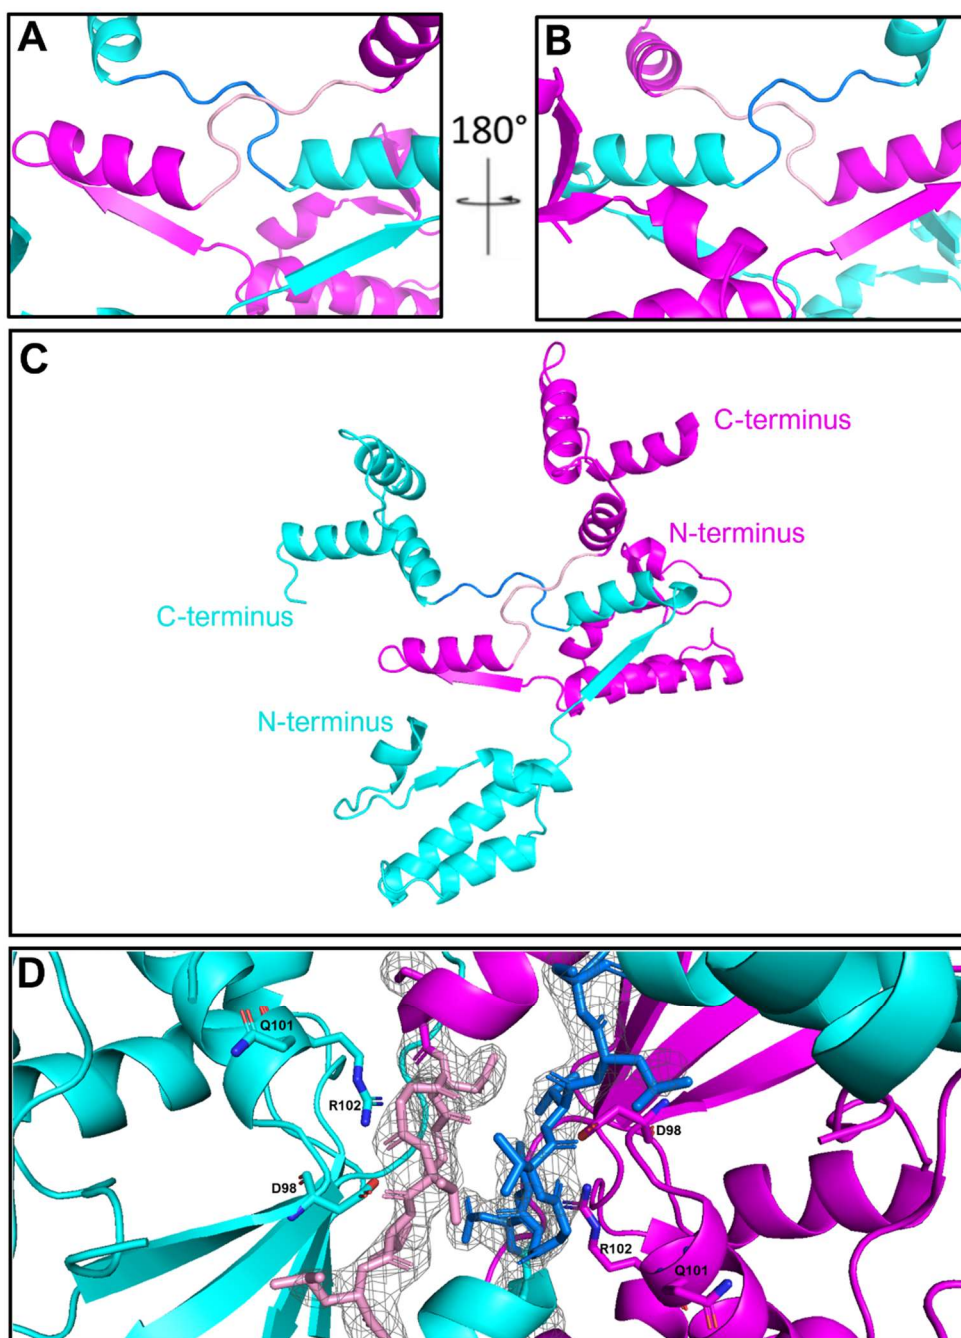 A
B
180°
C
C-terminus
N-terminus
C-terminus
N-terminus
D
Q101
R102
D98
D98
R102
Q101